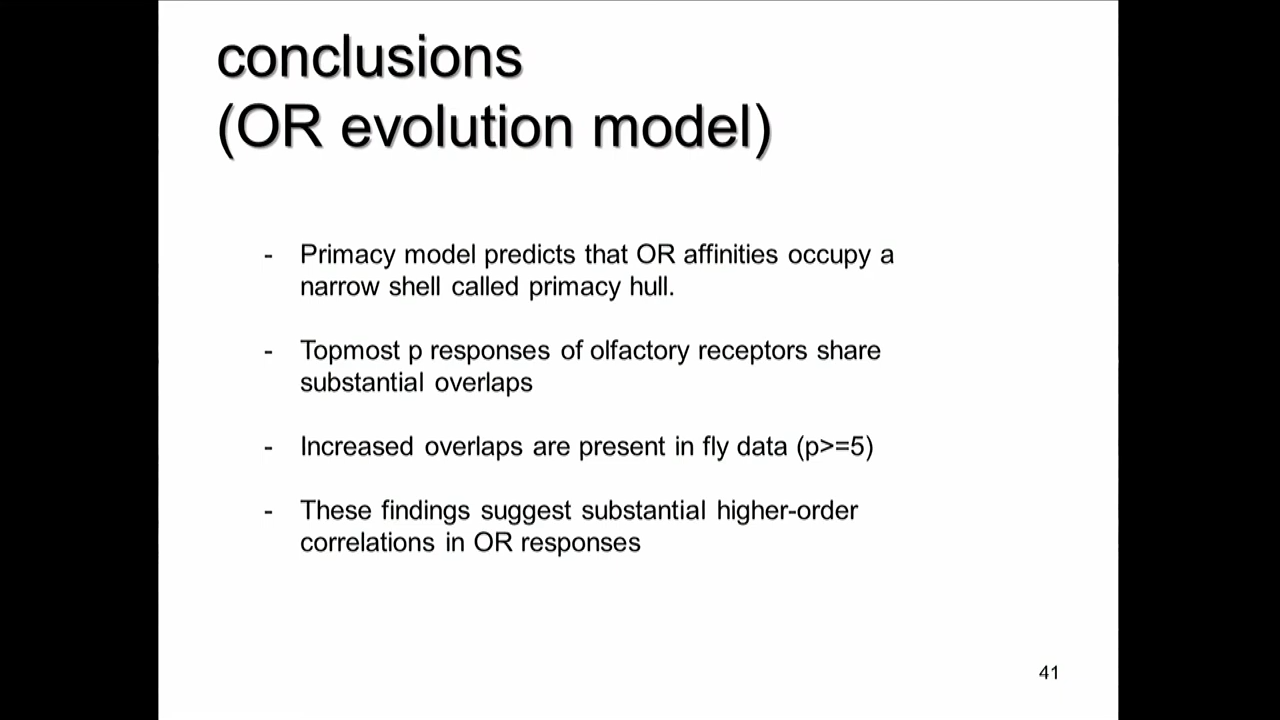 conclusions
(OR evolution model)
- Primacy model predicts that OR affinities occupy a
narrow shell called primacy hull.
- Topmost p responses of olfactory receptors share
substantial overlaps
- Increased overlaps are present in fly data (p>=5)
- These findings suggest substantial higher-order
correlations in OR responses
41